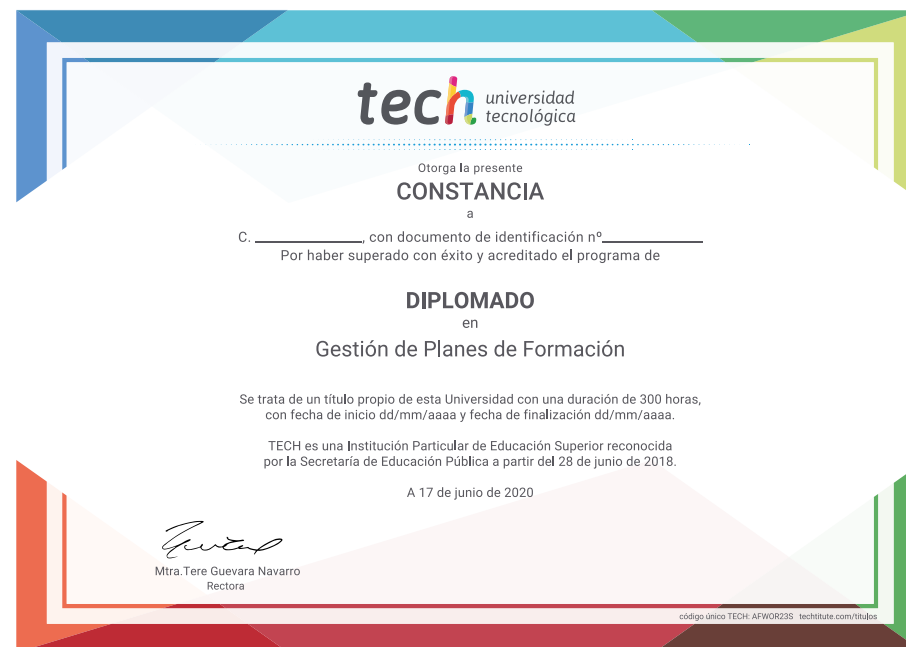 tech universidad
tecnológica
Otorga la presente
CONSTANCIA
a
C. ____________, con documento de identificación nº____________
Por haber superado con éxito y acreditado el programa de
DIPLOMADO
en
Gestión de Planes de Formación
Se trata de un título propio de esta Universidad con una duración de 300 horas,
con fecha de inicio dd/mm/aaaa y fecha de finalización dd/mm/aaaa.
TECH es una Institución Particular de Educación Superior reconocida
por la Secretaría de Educación Pública a partir del 28 de junio de 2018.
A 17 de junio de 2020
Mtra.Tere Guevara Navarro
Rectora
código único TECH: AFWOR23S techtitute.com/titulos